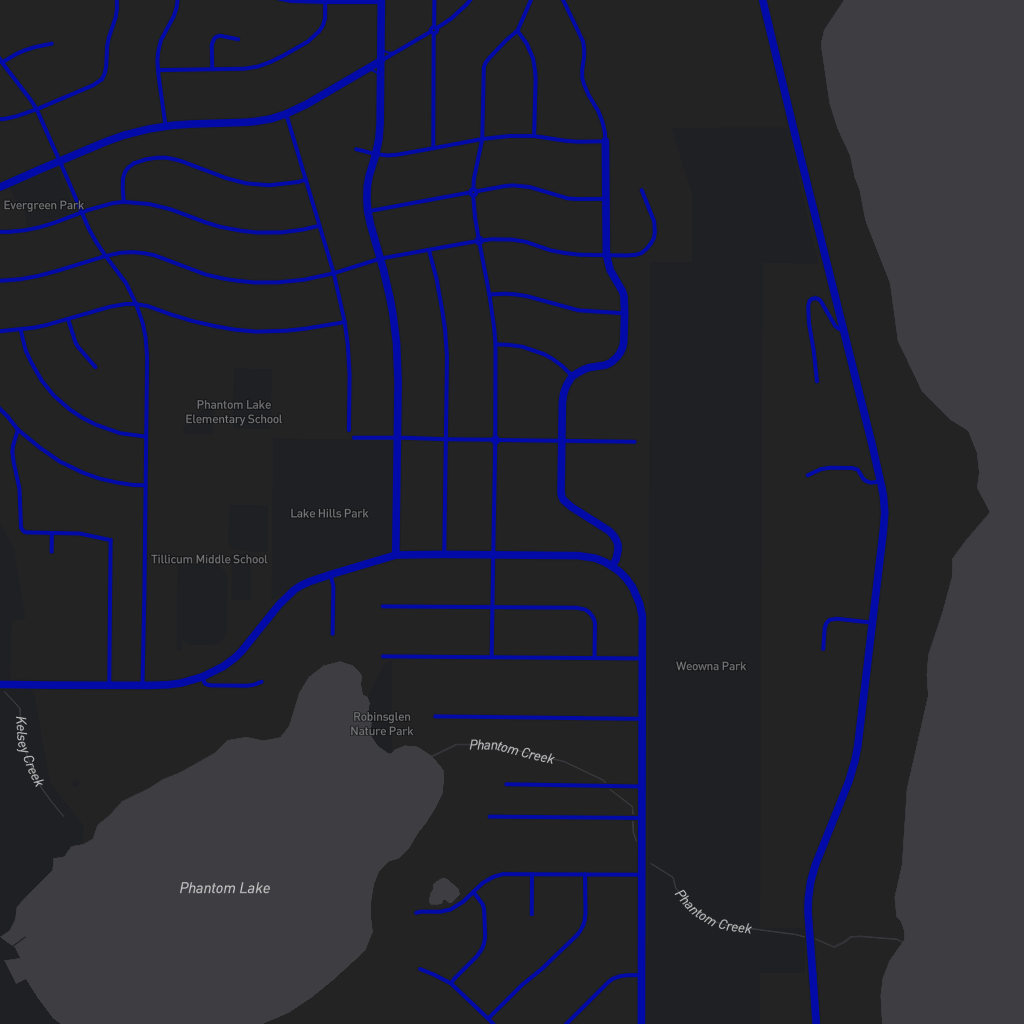 Evergreen Park
Phantom Lake
Elementary School
Lake Hills Park
Tillicum Middle School
Weowna Park
Robinsglen
Nature Park
Kelsey Creek
Phantom Creek
Phantom Lake
Phantom Creek